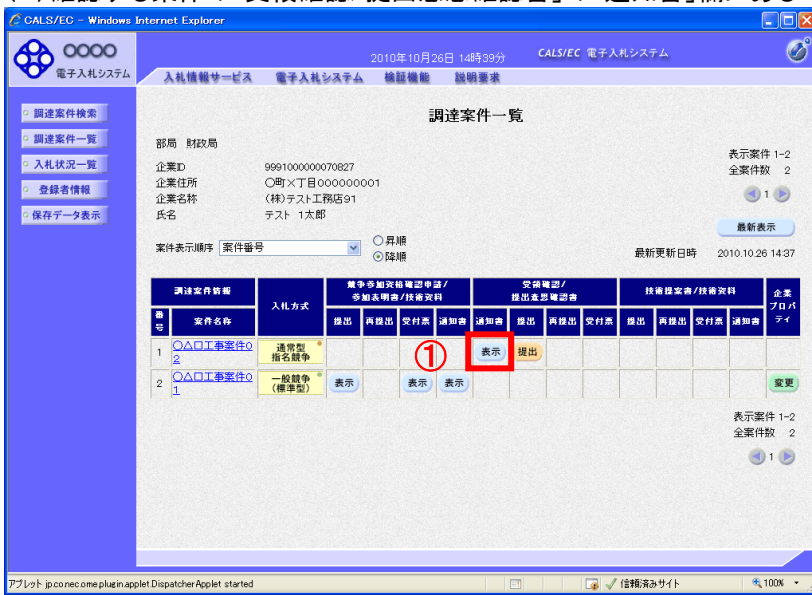 CALS/EC - Windows Internet Explorer
〇〇〇〇
電子入札システム
2010年10月26日 14時39分
CALS/EC 電子入札システム
入札情報サービス 電子入札システム 検証機能 説明要求
調達案件検索
調達案件一覧
入札状況一覧
登録者情報
保存データ表示
調達案件一覧
部局 財政局
企業ID 9991000000070827
企業住所 〇町×丁目000000001
企業名称 (株)テスト工務店91
氏名 テスト 1太郎
表示案件 1-2
全案件数 2
1
最新表示
案件表示順序 案件番号
昇順
降順
最新更新日時 2010.10.26 14:37
調達案件情報 入札方式 競争参加資格確認申請/参加表明書/技術資料 受領確認/提出意思確認書 技術提案書/技術資料 企業プロパティ
番号 案件名称 提出 再提出 受付票 通知書 通知書 提出 再提出 受付票 提出 再提出 受付票 通知書
1 〇△口工事案件02 通常型指名競争 ① 表示 提出
2 〇△口工事案件01 一般競争(標準型) 表示 表示 表示 変更
表示案件 1-2
全案件数 2
1
アプレット jp.co.nec.ome.plugin.applet.DispatcherApplet started
信頼済みサイト
100%